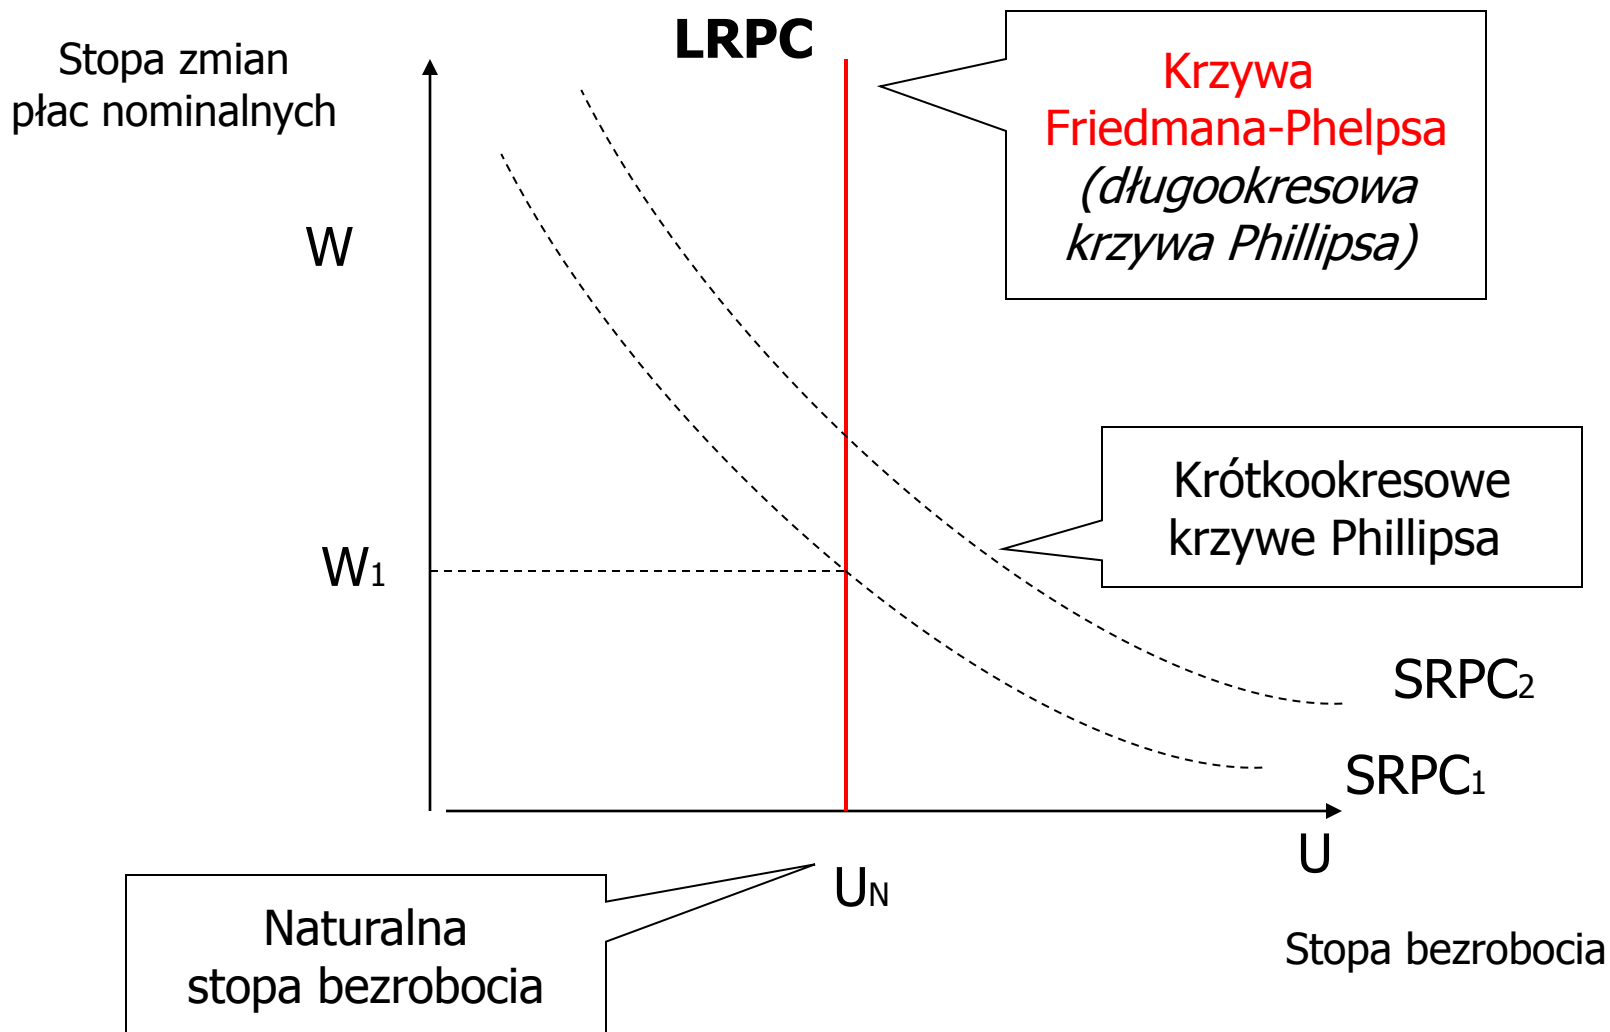 LRPC
Stopa zmian
płac nominalnych
Krzywa
Friedmana-Phelpsa
(długookresowa
krzywa Phillipsa)
W
Krótkookresowe
krzywe Phillipsa
W1
SRPC2
SRPC1
U
UN
Naturalna
stopa bezrobocia
Stopa bezrobocia